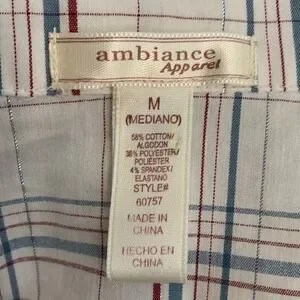 ambiance
Apparel
M
(MEDIANO)
58% COTTON/
ALGODON
38% POLYESTER/
POLIESTER
4% SPANDEX/
ELASTANO
STYLE#
60757
MADE IN
CHINA
HECHO EN
CHINA